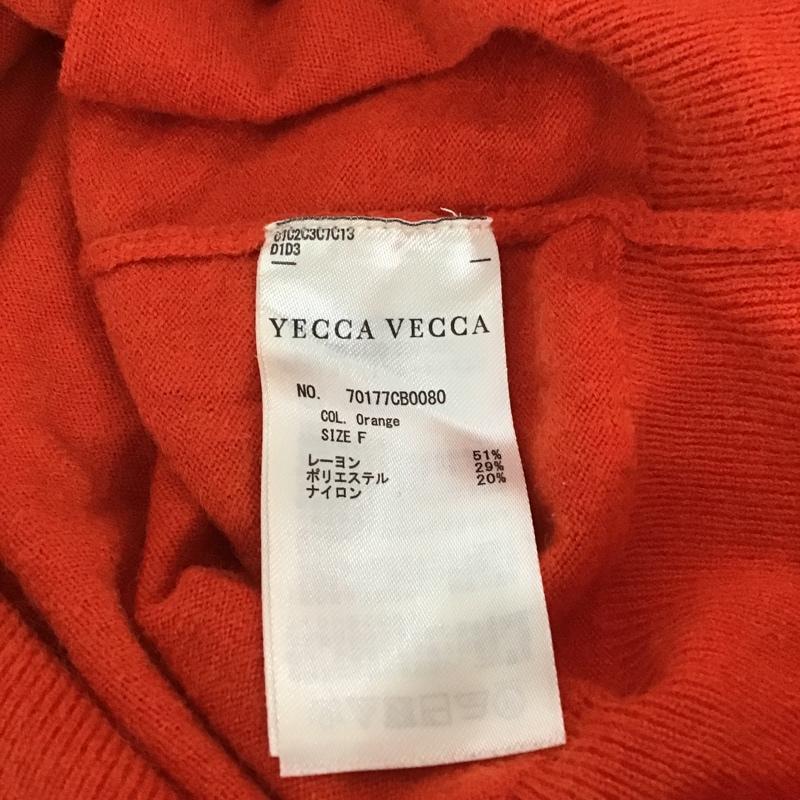 C1C2C3C7C13
D1D3
YECCA VECCA
NO. 70177CB0080
COL. Orange
SIZE F
レーヨン 51%
ポリエステル 29%
ナイロン 20%